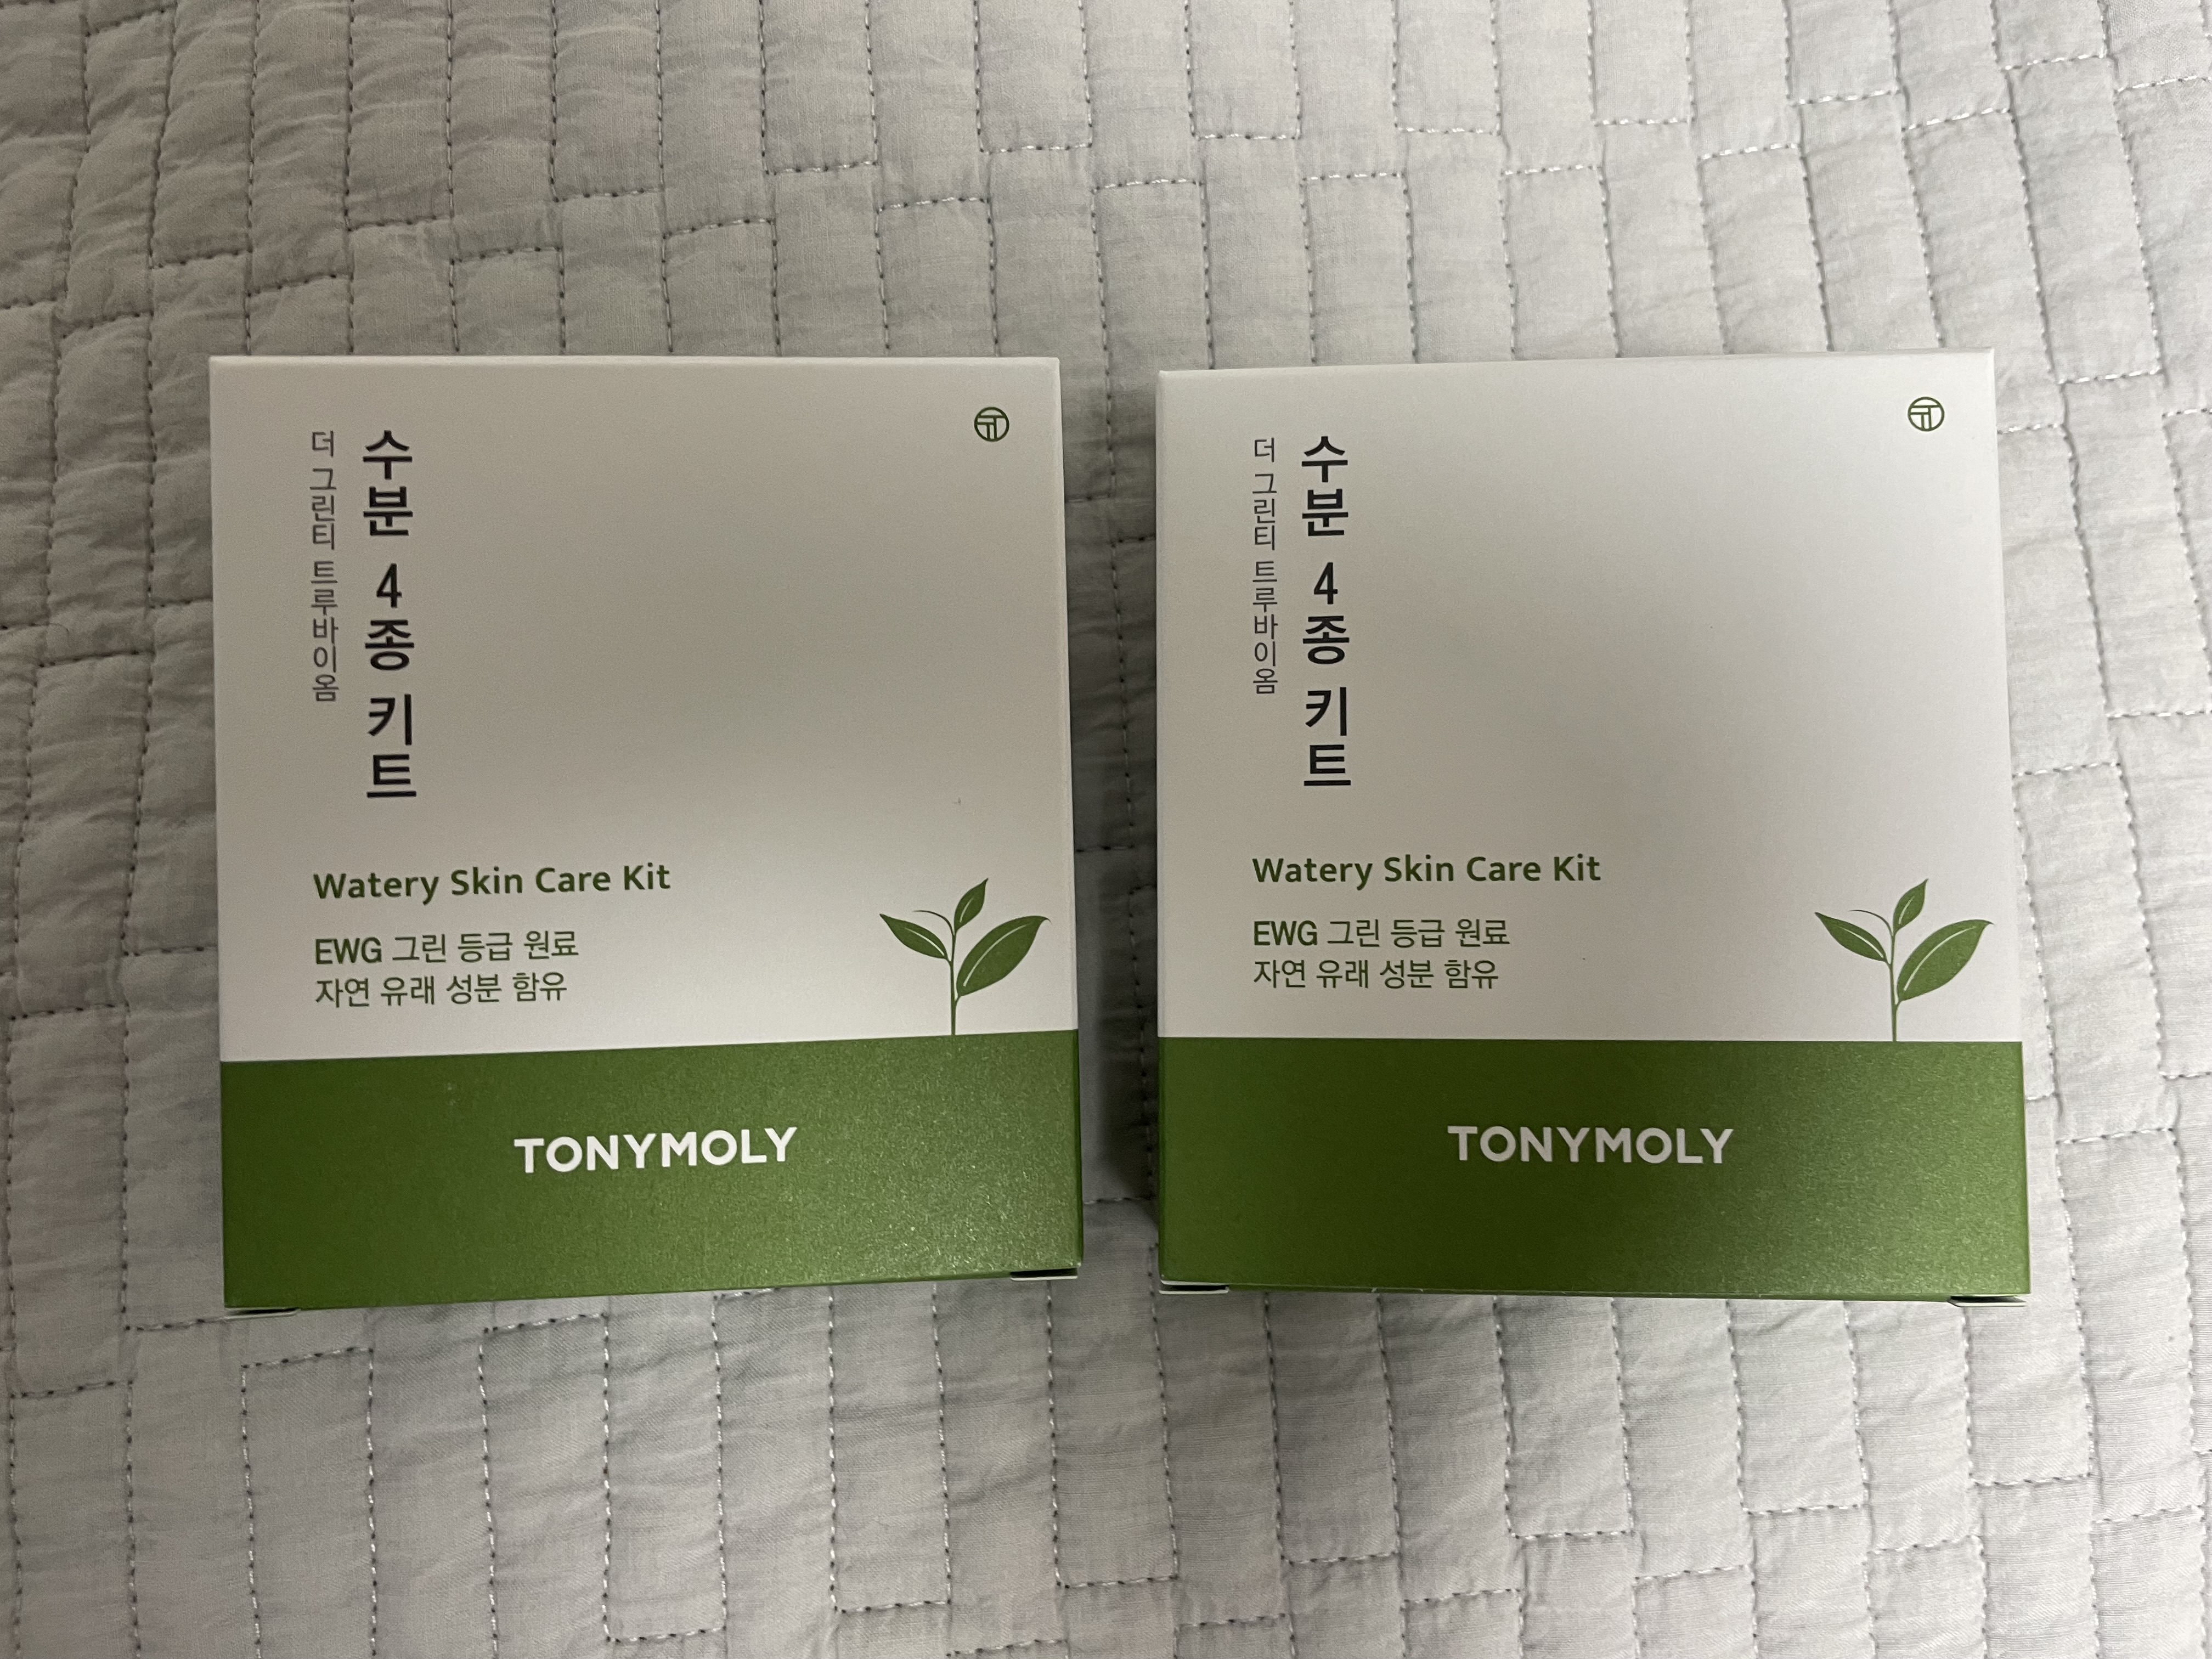 더 그린티 트루바이옴
수분 4종 키트
Watery Skin Care Kit
EWG 그린 등급 원료
자연 유래 성분 함유
TONYMOLY
더 그린티 트루바이옴
수분 4종 키트
Watery Skin Care Kit
EWG 그린 등급 원료
자연 유래 성분 함유
TONYMOLY